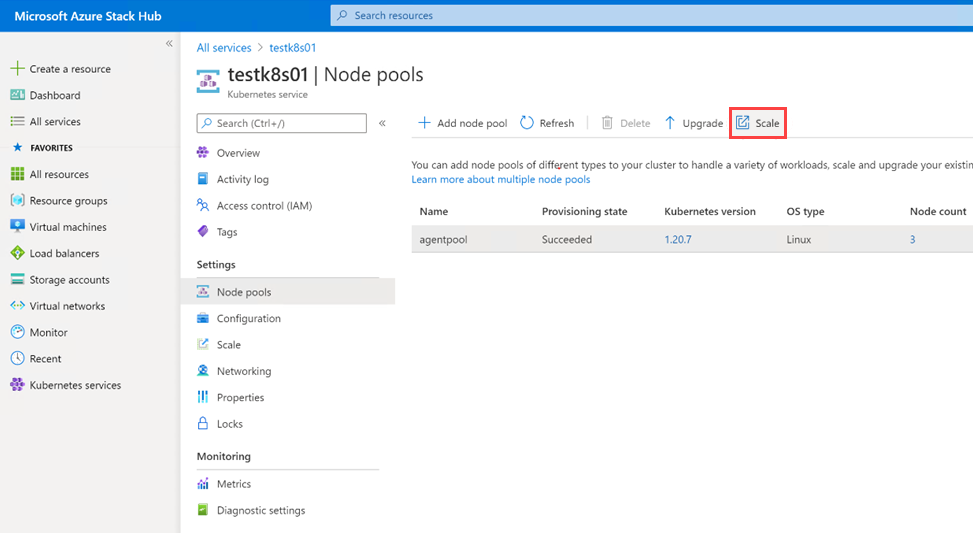 Microsoft Azure Stack Hub
Search resources
«
Create a resource
Dashboard
All services
FAVORITES
All resources
Resource groups
Virtual machines
Load balancers
Storage accounts
Virtual networks
Monitor
Recent
Kubernetes services
All services > testk8s01
testk8s01 | Node pools
Kubernetes service
Search (Ctrl+/)
«
Overview
Activity log
Access control (IAM)
Tags
Settings
Node pools
Configuration
Scale
Networking
Properties
Locks
Monitoring
Metrics
Diagnostic settings
Add node pool Refresh Delete Upgrade Scale
You can add node pools of different types to your cluster to handle a variety of workloads, scale and upgrade your existing
Learn more about multiple node pools
Name Provisioning state Kubernetes version OS type Node count
agentpool Succeeded 1.20.7 Linux 3